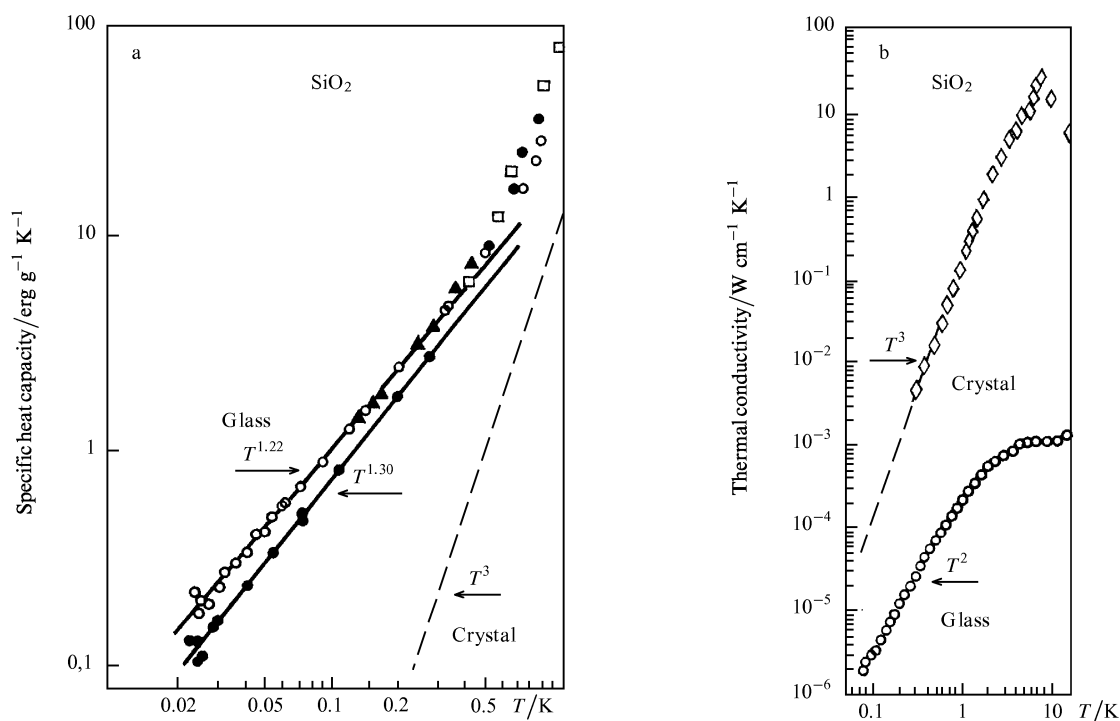 100
a
SiO₂
10
1
0,1
Specific heat capacity/erg g⁻¹ K⁻¹
Glass
T¹·²²
T¹·³⁰
T³
Crystal
0.02
0.05
0.1
0.2
0.5
T/K
100
b
SiO₂
10
1
10⁻¹
10⁻²
10⁻³
10⁻⁴
10⁻⁵
10⁻⁶
Thermal conductivity/W cm⁻¹ K⁻¹
T³
Crystal
T²
Glass
0.1
1
10
T/K